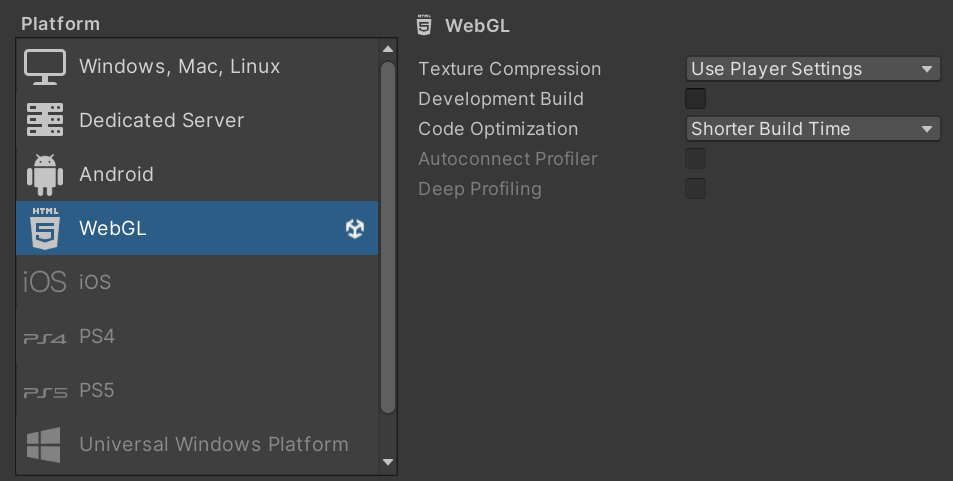 Platform
Windows, Mac, Linux
Dedicated Server
Android
HTML
5
WebGL
iOS
iOS
PS4
PS4
PS5
PS5
Universal Windows Platform
HTML
5
WebGL
Texture Compression
Use Player Settings
Development Build
Code Optimization
Shorter Build Time
Autoconnect Profiler
Deep Profiling